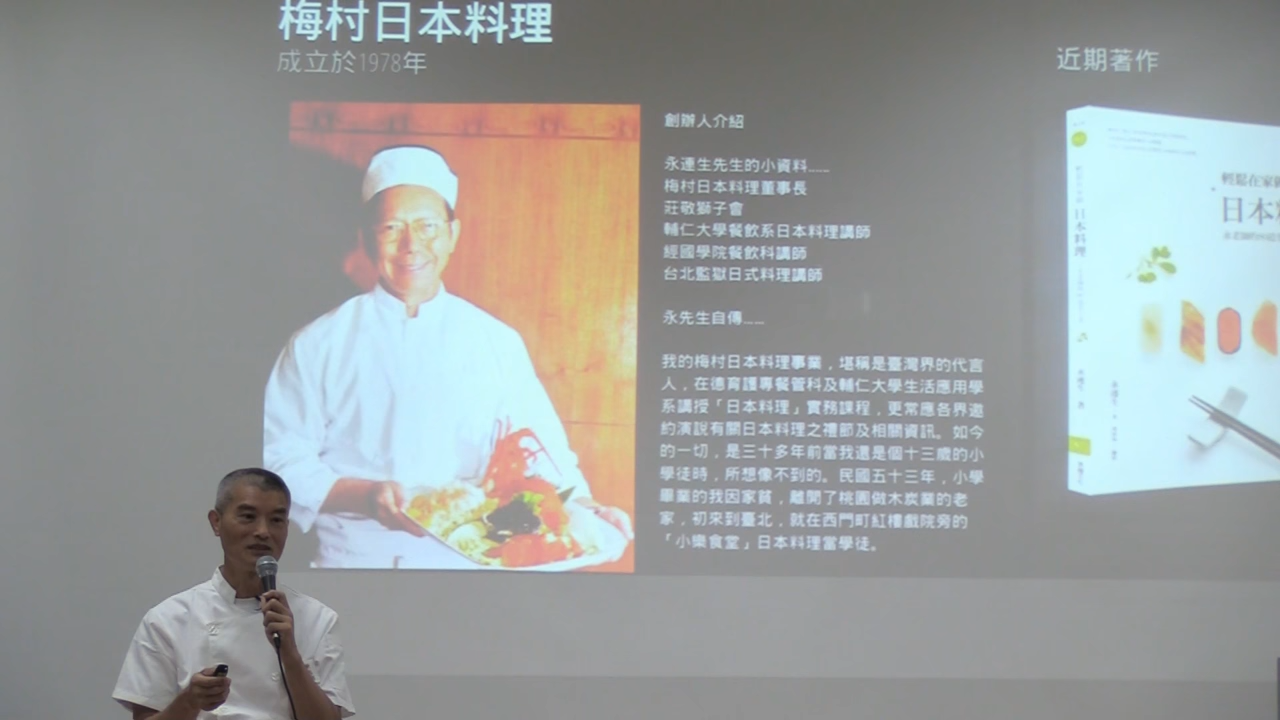 梅村日本料理
成立於1978年
近期著作
創辦人介紹
永連生先生的小資料......
梅村日本料理董事長
莊敬獅子會
輔仁大學餐飲系日本料理講師
經國學院餐飲科講師
台北監獄日式料理講師
永先生自傳......
我的梅村日本料理事業，堪稱是臺灣界的代言
人，在德育護專餐管科及輔仁大學生活應用學
系講授「日本料理」實務課程，更常應各界邀
約演說有關日本料理之禮節及相關資訊。如今
的一切，是三十多年前當我還是個十三歲的小
學徒時，所想像不到的。民國五十三年，小學
畢業的我因家貧，離開了桃園做木炭業的老
家，初來到臺北，就在西門町紅樓戲院旁的
「小樂食堂」日本料理當學徒。
輕鬆在家
日本
日本料理